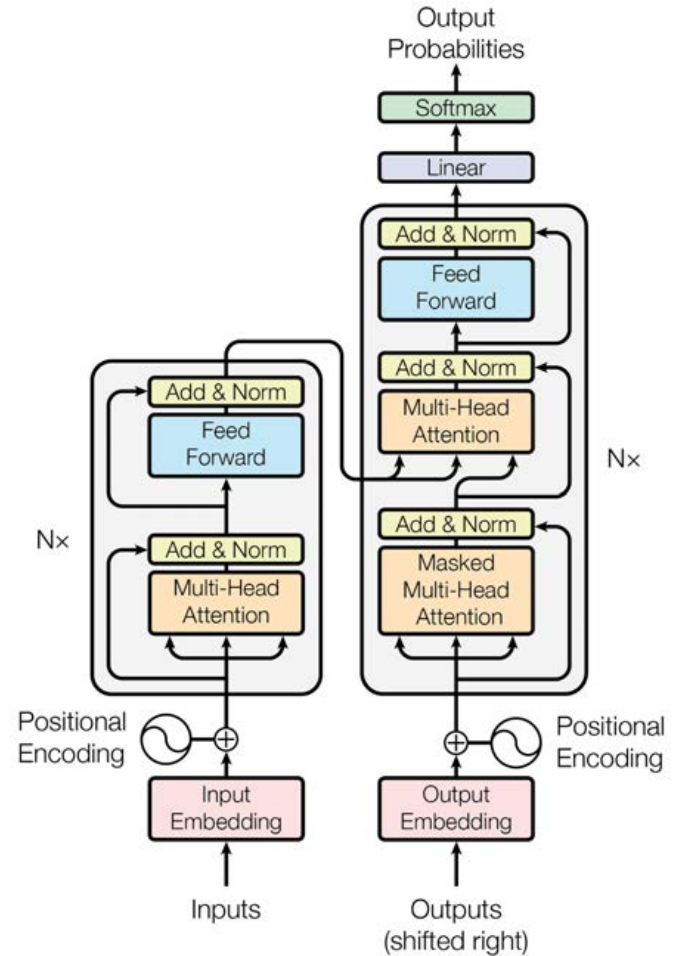 Output
Probabilities
Softmax
Linear
Add & Norm
Feed
Forward
Add & Norm
Multi-Head
Attention
Add & Norm
Masked
Multi-Head
Attention
Nx
Add & Norm
Feed
Forward
Add & Norm
Multi-Head
Attention
Nx
Positional
Encoding
Positional
Encoding
Input
Embedding
Output
Embedding
Inputs
Outputs
(shifted right)